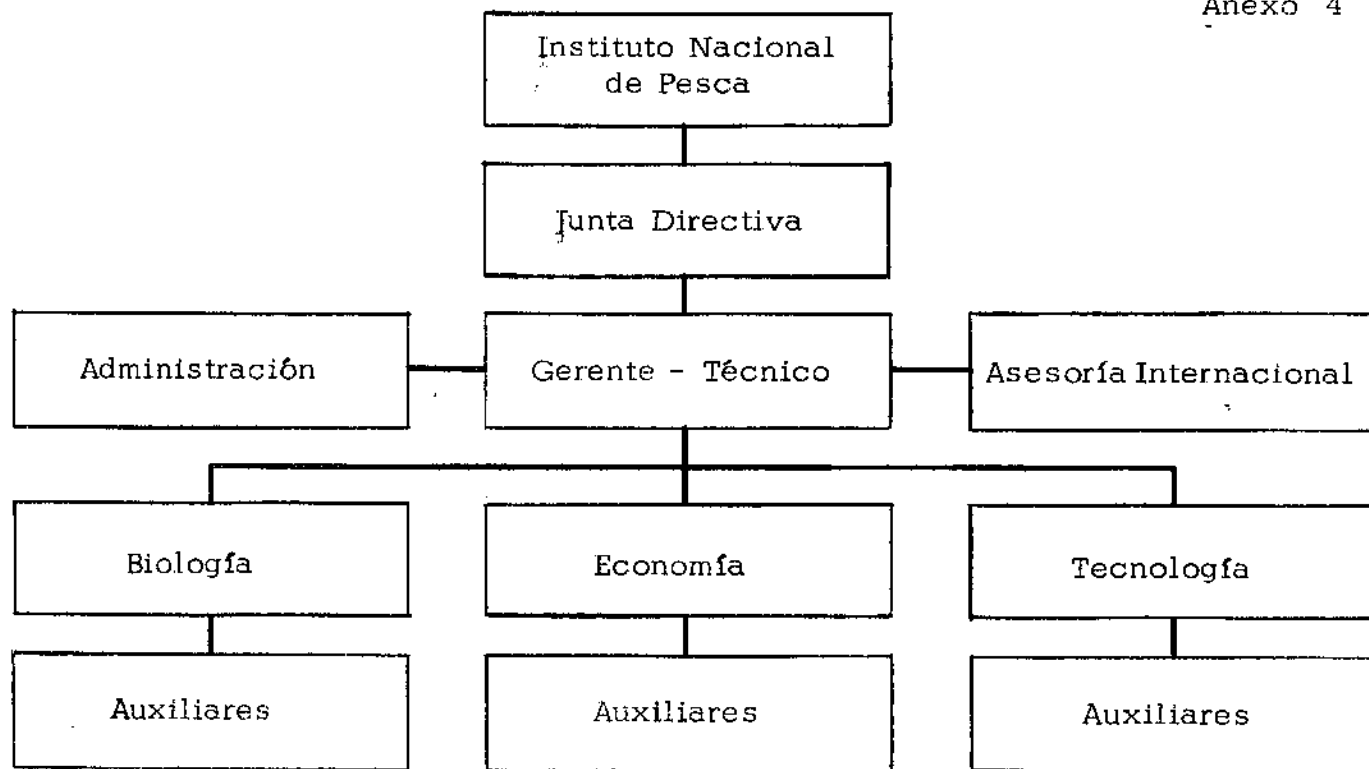 Anexo 4
Instituto Nacional
de Pesca
Junta Directiva
Administración
Gerente - Técnico
Asesoría Internacional
Biología
Economía
Tecnología
Auxiliares
Auxiliares
Auxiliares